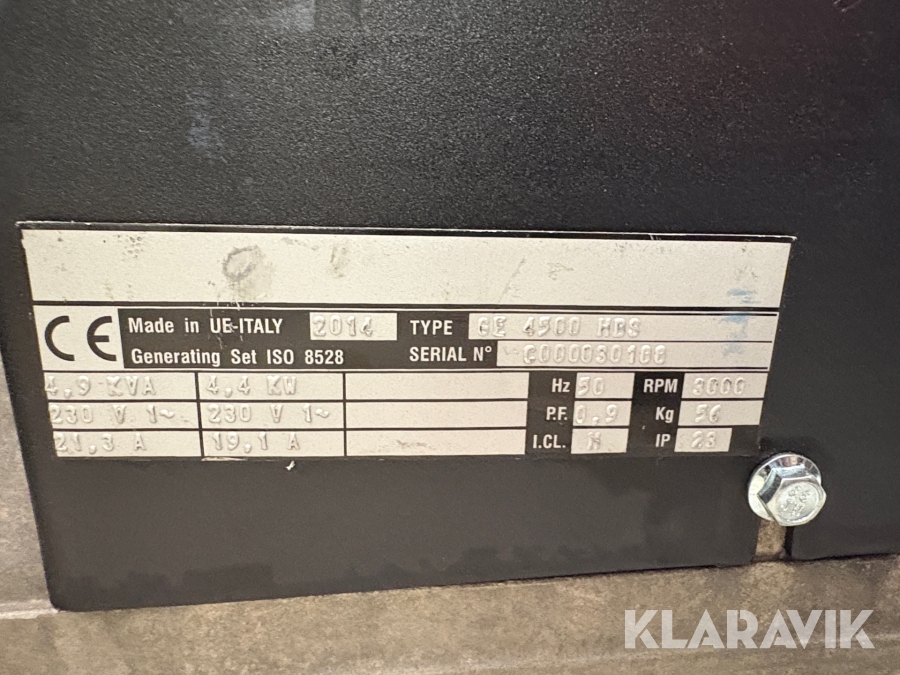 CE Made in UE-ITALY 2014 TYPE GE 4500 HBS
Generating Set ISO 8528 SERIAL N° C000030188
4,9 KVA 4,4 KW Hz 50 RPM 3000
230 V 1~ 230 V 1~ P.F. 0,9 Kg 56
21,3 A 19,1 A I.CL. H IP 23
KLARAVIK